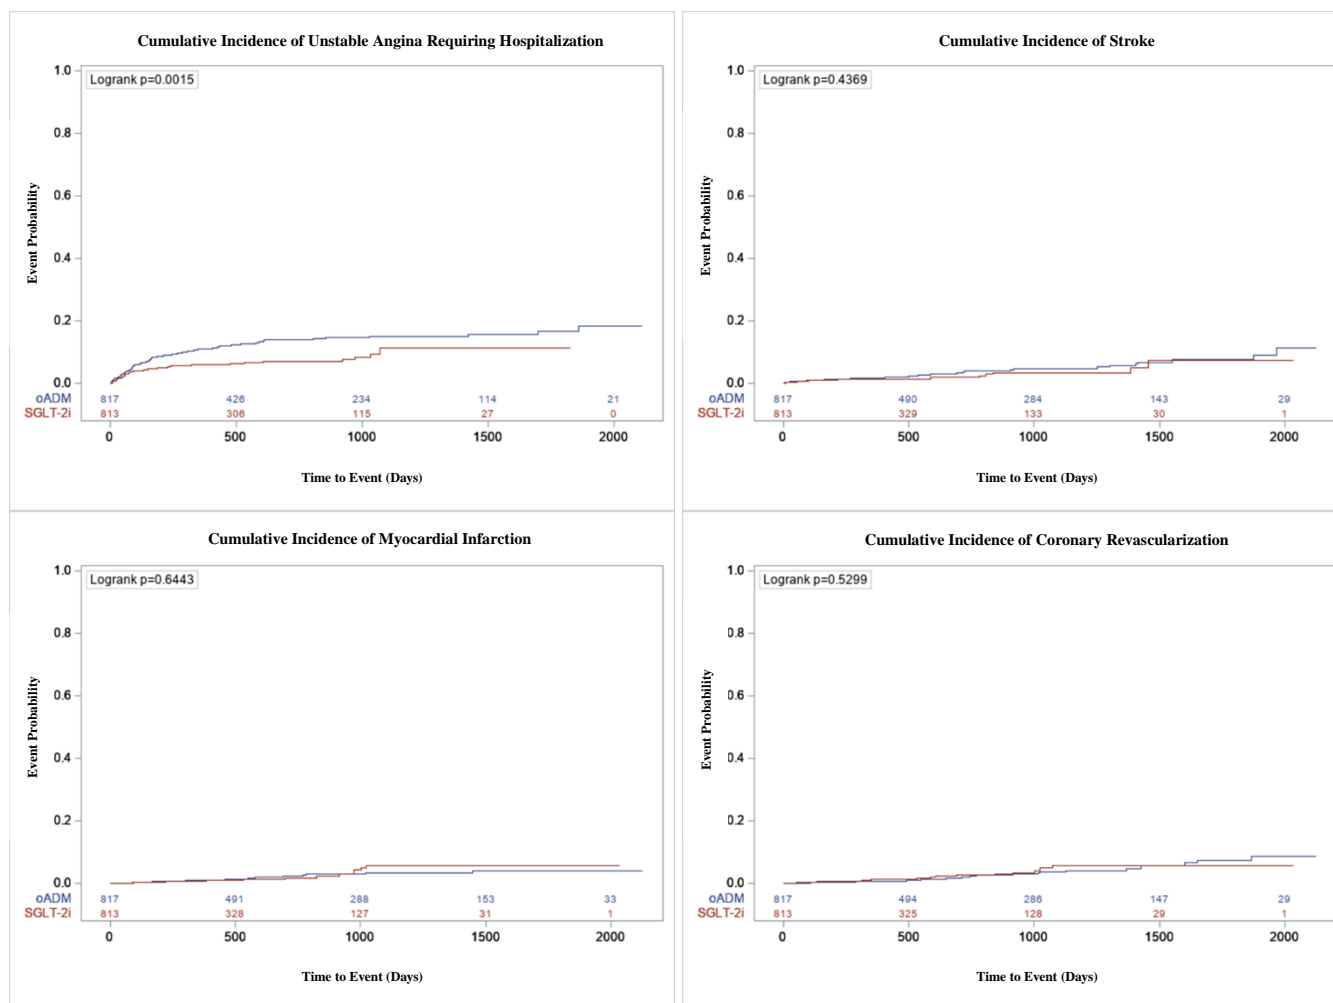 Cumulative Incidence of Unstable Angina Requiring Hospitalization
Logrank p=0.0015
Event Probability
1.0
0.8
0.6
0.4
0.2
0.0
oADM 817 426 234 114 21
SGLT-2i 813 306 115 27 0
0 500 1000 1500 2000
Time to Event (Days)
Cumulative Incidence of Stroke
Logrank p=0.4369
Event Probability
1.0
0.8
0.6
0.4
0.2
0.0
oADM 817 490 284 143 29
SGLT-2i 813 329 133 30 1
0 500 1000 1500 2000
Time to Event (Days)
Cumulative Incidence of Myocardial Infarction
Logrank p=0.6443
Event Probability
1.0
0.8
0.6
0.4
0.2
0.0
oADM 817 491 288 153 33
SGLT-2i 813 328 127 31 1
0 500 1000 1500 2000
Time to Event (Days)
Cumulative Incidence of Coronary Revascularization
Logrank p=0.5299
Event Probability
1.0
0.8
0.6
0.4
0.2
0.0
oADM 817 494 286 147 29
SGLT-2i 813 325 128 29 1
0 500 1000 1500 2000
Time to Event (Days)